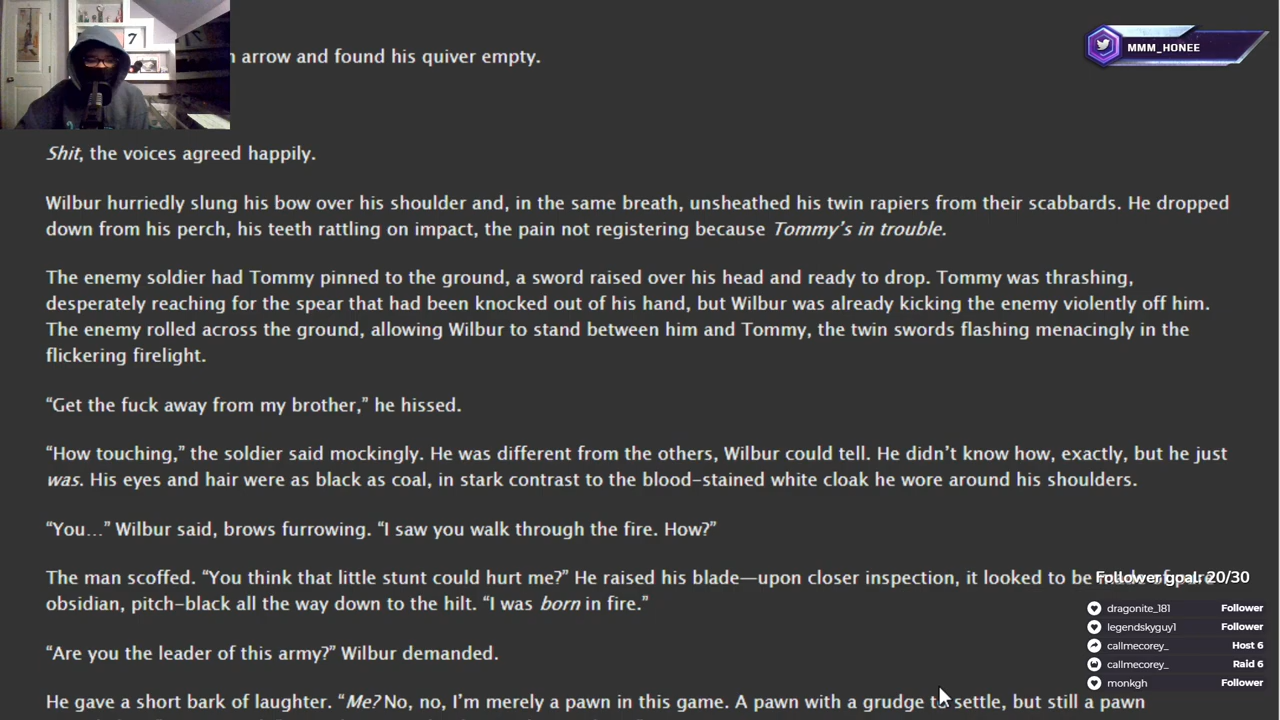 7
arrow and found his quiver empty.
MMM_HONEE
Shit, the voices agreed happily.
Wilbur hurriedly slung his bow over his shoulder and, in the same breath, unsheathed his twin rapiers from their scabbards. He dropped
down from his perch, his teeth rattling on impact, the pain not registering because Tommy’s in trouble.
The enemy soldier had Tommy pinned to the ground, a sword raised over his head and ready to drop. Tommy was thrashing,
desperately reaching for the spear that had been knocked out of his hand, but Wilbur was already kicking the enemy violently off him.
The enemy rolled across the ground, allowing Wilbur to stand between him and Tommy, the twin swords flashing menacingly in the
flickering firelight.
“Get the fuck away from my brother,” he hissed.
“How touching,” the soldier said mockingly. He was different from the others, Wilbur could tell. He didn’t know how, exactly, but he just
was. His eyes and hair were as black as coal, in stark contrast to the blood-stained white cloak he wore around his shoulders.
“You…” Wilbur said, brows furrowing. “I saw you walk through the fire. How?”
The man scoffed. “You think that little stunt could hurt me?” He raised his blade—upon closer inspection, it looked to be
obsidian, pitch-black all the way down to the hilt. “I was born in fire.”
“Are you the leader of this army?” Wilbur demanded.
He gave a short bark of laughter. “Me? No, no, I’m merely a pawn in this game. A pawn with a grudge to settle, but still a pawn
Follower goal: 20/30
dragonite_181 Follower
legendskyguy1 Follower
callmecorey_ Host 6
callmecorey_ Raid 6
monkgh Follower